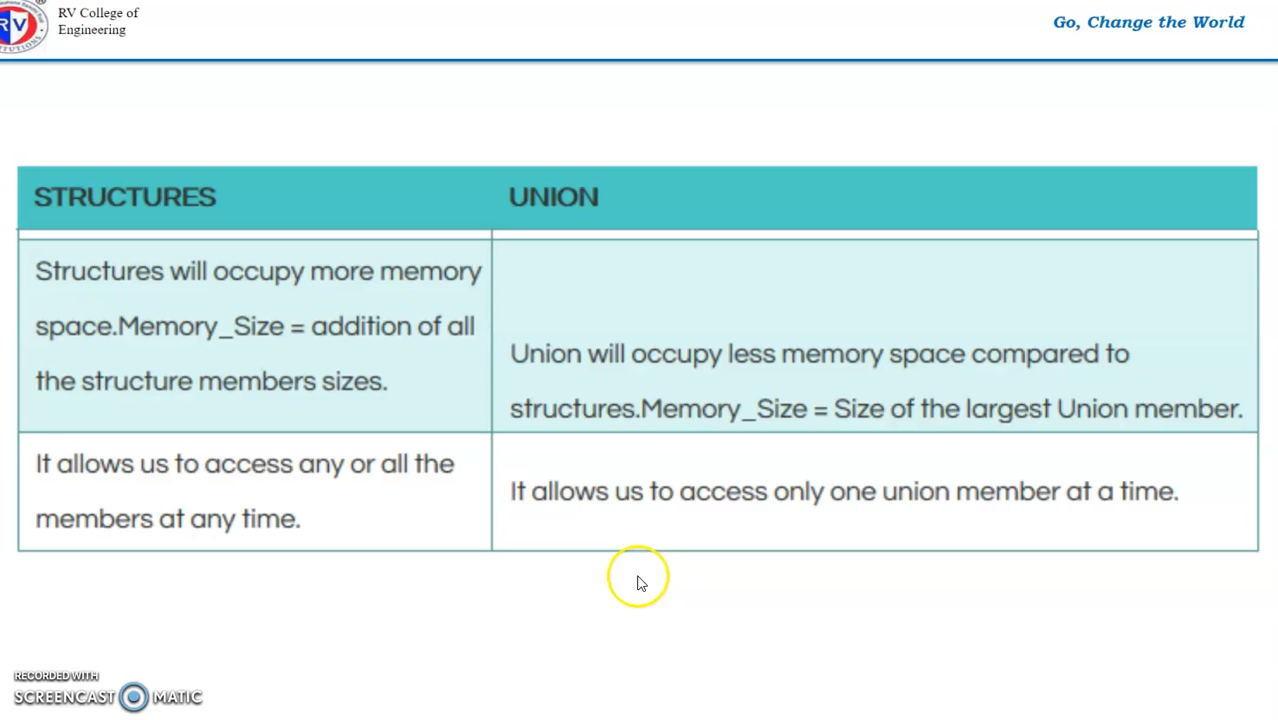 RV College of
Engineering
Go, Change the World
RV
STRUCTURES
UNION
Structures will occupy more memory
space.Memory_Size = addition of all
the structure members sizes.
Union will occupy less memory space compared to
structures.Memory_Size = Size of the largest Union member.
It allows us to access any or all the
members at any time.
It allows us to access only one union member at a time.
RECORDED WITH
SCREENCAST MATIC